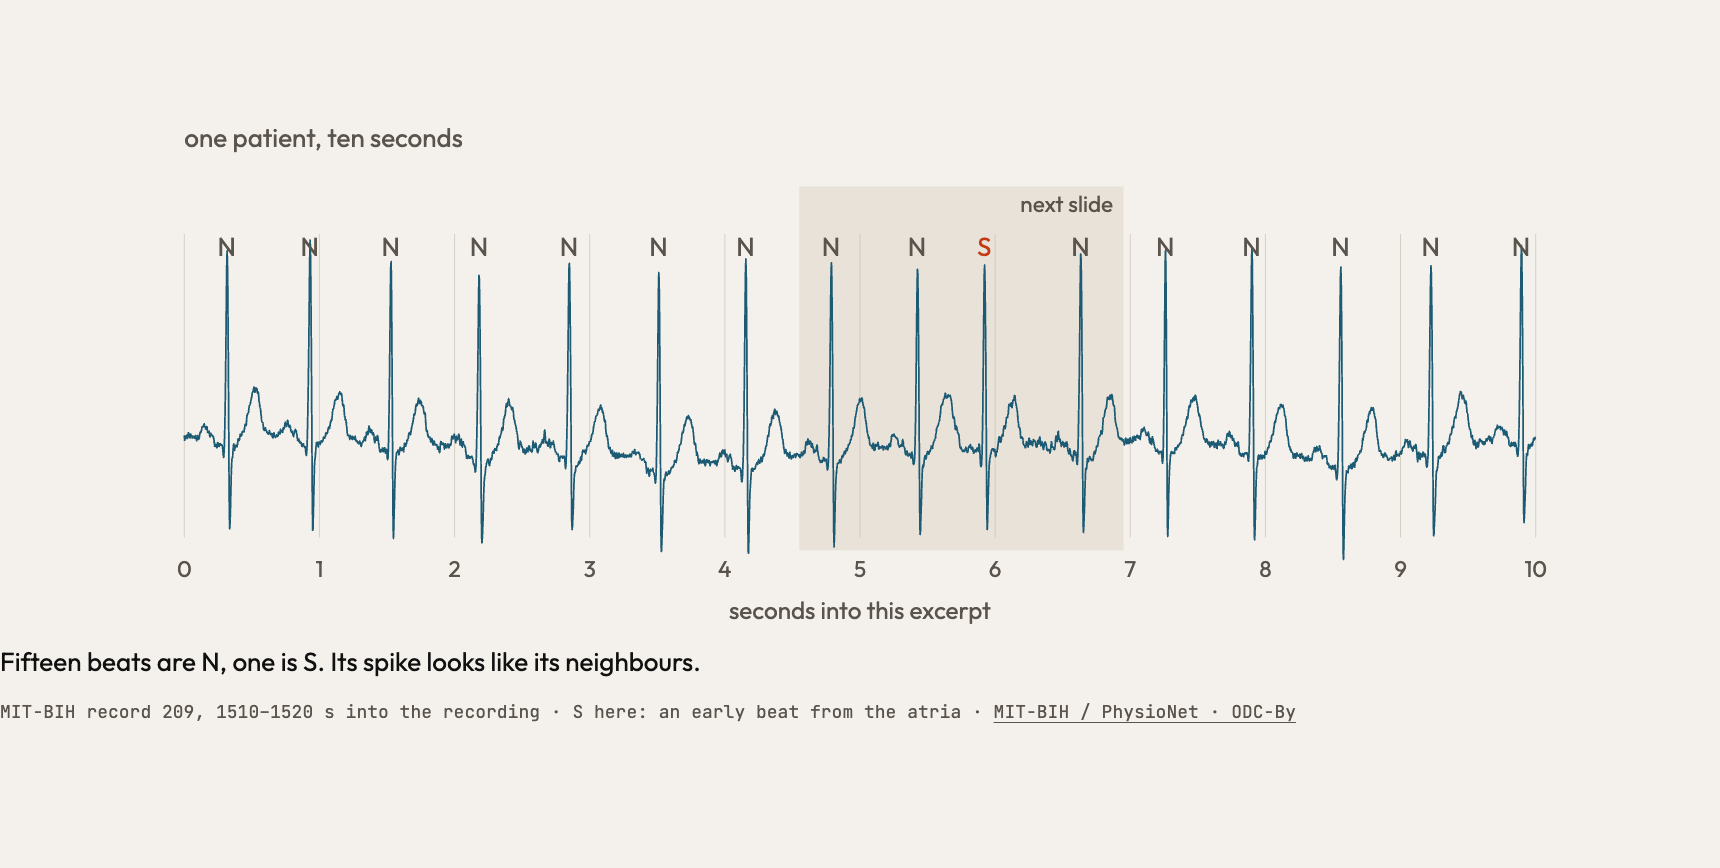 one patient, ten seconds
next slide
N N N N N N N N N S N N N N N N
0 1 2 3 4 5 6 7 8 9 10
seconds into this excerpt
Fifteen beats are N, one is S. Its spike looks like its neighbours.
MIT-BIH record 209, 1510–1520 s into the recording · S here: an early beat from the atria · MIT-BIH / PhysioNet · ODC-By